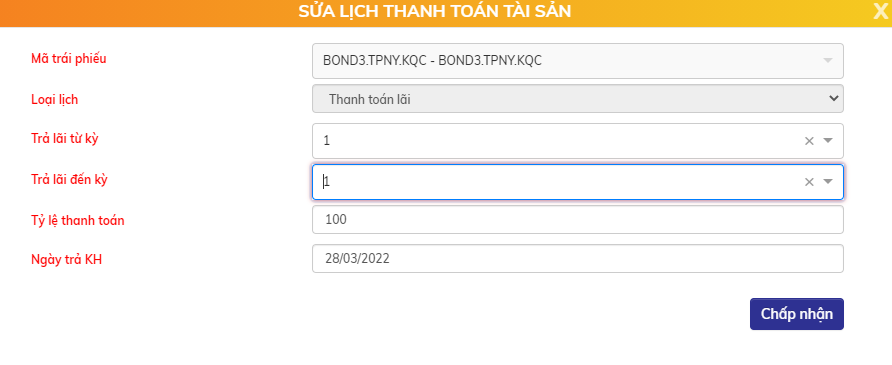 SỬA LỊCH THANH TOÁN TÀI SẢN X
Mã trái phiếu BOND3.TPNY.KQC - BOND3.TPNY.KQC
Loại lịch Thanh toán lãi
Trả lãi từ kỳ 1
Trả lãi đến kỳ 1
Tỷ lệ thanh toán 100
Ngày trả KH 28/03/2022
Chấp nhận